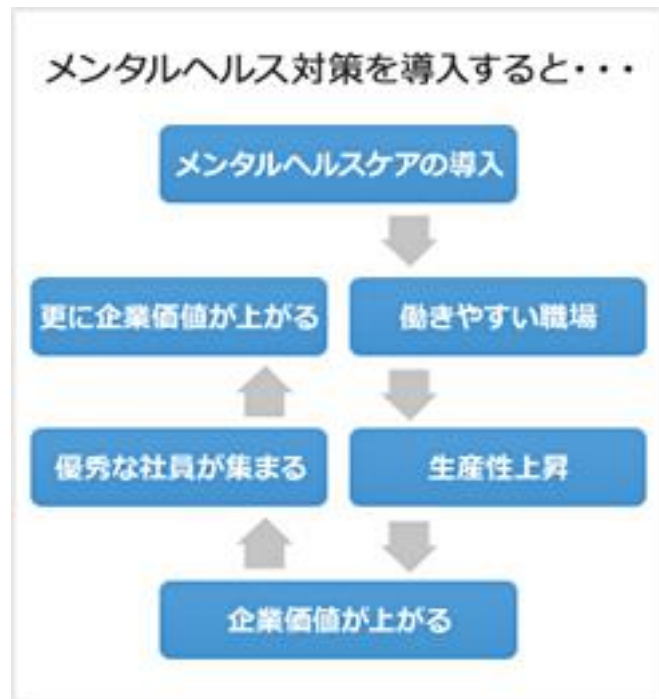 メンタルヘルス対策を導入すると・・・
メンタルヘルスケアの導入
更に企業価値が上がる
働きやすい職場
優秀な社員が集まる
生産性上昇
企業価値が上がる